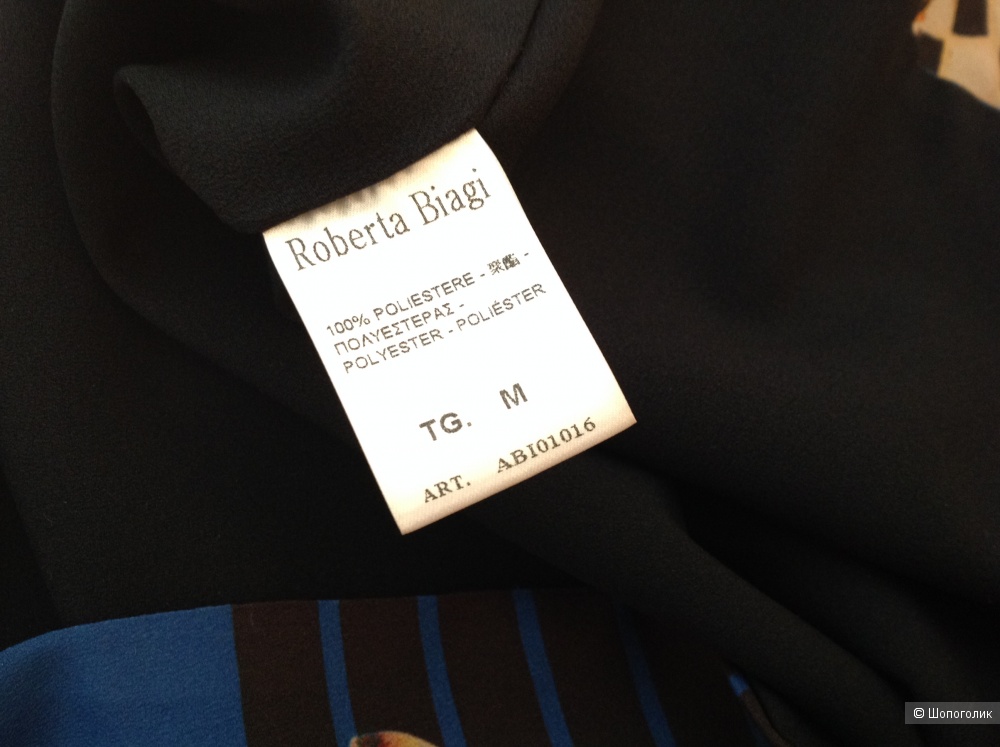 Roberta Biagi
100% POLIESTERE - 聚酯 -
ΠΟΛΥΕΣΤΕΡΑΣ -
POLYESTER - POLIÉSTER
TG. M
ART. ABI01016
© Шопоголик